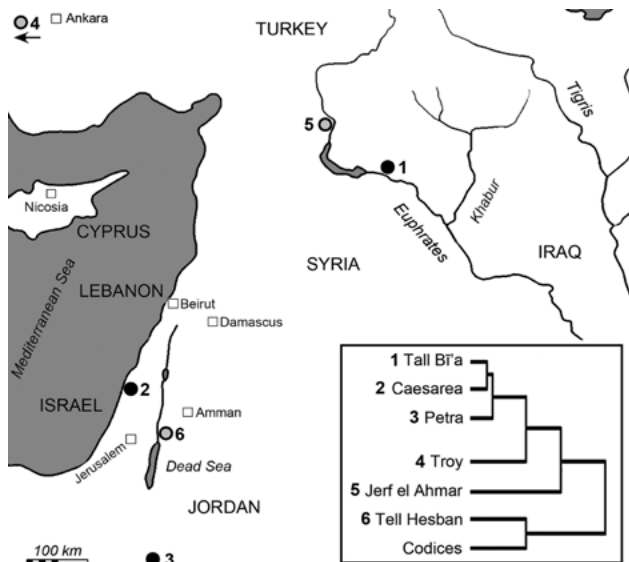 4
Ankara
TURKEY
Tigris
5
1
Nicosia
Khabur
CYPRUS
Euphrates
IRAQ
SYRIA
Mediterranean Sea
LEBANON
Beirut
Damascus
1 Tall Bī'a
2
2 Caesarea
ISRAEL
Amman
3 Petra
6
Jerusalem
Dead Sea
4 Troy
5 Jerf el Ahmar
JORDAN
6 Tell Hesban
Codices
100 km
3